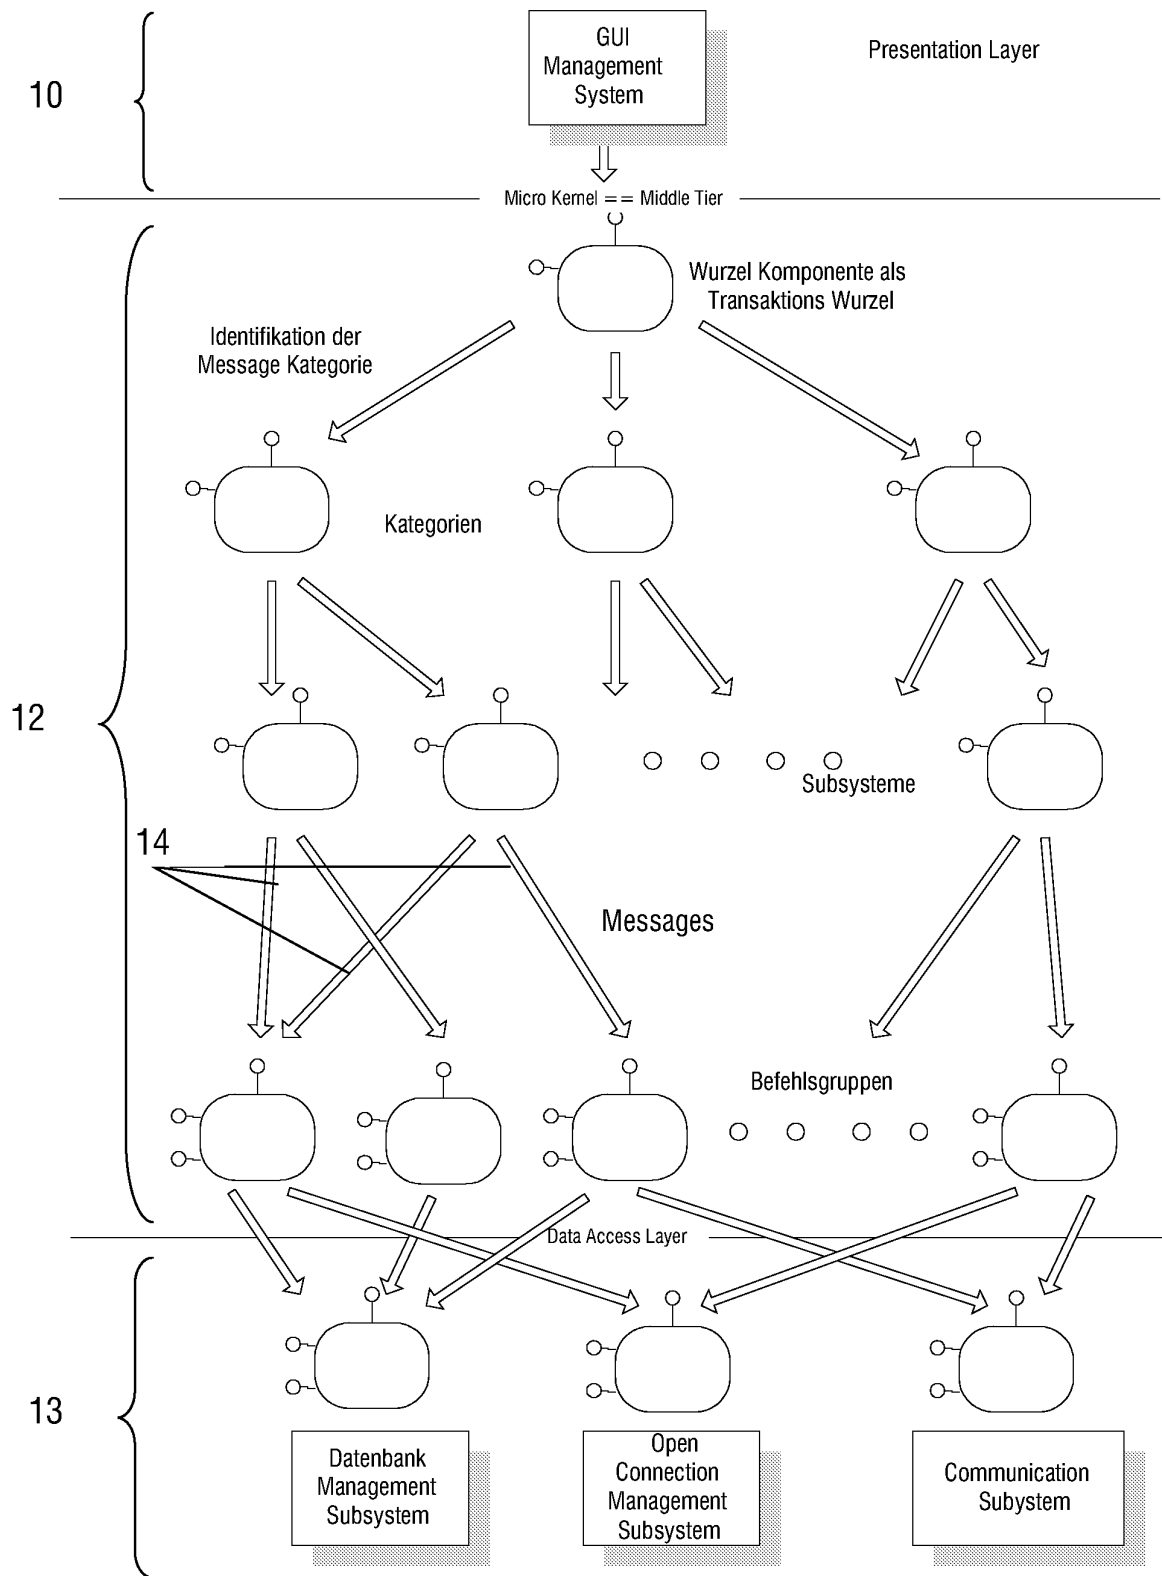 GUI
Management
System
Presentation Layer
10
Micro Kernel == Middle Tier
Wurzel Komponente als
Transaktions Wurzel
Identifikation der
Message Kategorie
Kategorien
12
Subsysteme
14
Messages
Befehlsgruppen
Data Access Layer
13
Datenbank
Management
Subsystem
Open
Connection
Management
Subsystem
Communication
Subystem